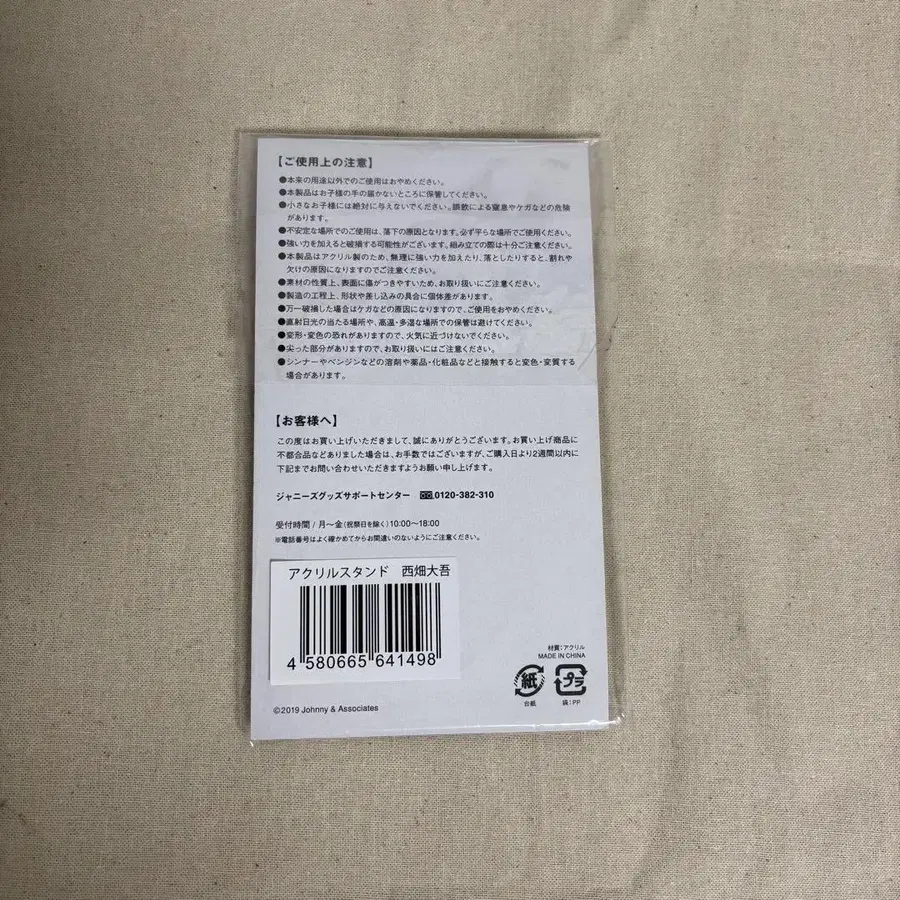 【ご使用上の注意】
●本来の用途以外でのご使用はおやめください。
●本製品はお子様の手の届かないところに保管してください。
●小さなお子様には絶対に与えないでください。誤飲による窒息やケガなどの危険
があります。
●不安定な場所でのご使用は、落下の原因となります。必ず平らな場所でご使用ください。
●強い力を加えると破損する可能性がございます。組み立ての際は十分ご注意ください。
●本製品はアクリル製のため、無理に強い力を加えたり、落としたりすると、割れや
欠けの原因になりますのでご注意ください。
●素材の性質上、表面に傷がつきやすいため、お取り扱いにご注意ください。
●製造の工程上、形状や差し込みの具合に個体差があります。
●万一破損した場合はケガなどの原因になりますので、ご使用をおやめください。
●直射日光の当たる場所や、高温・多湿な場所での保管は避けてください。
●変形・変色の恐れがありますので、火気に近づけないでください。
●尖った部分がありますので、お取り扱いにはご注意ください。
●シンナーやベンジンなどの溶剤や薬品・化粧品などと接触すると変色・変質する
場合があります。
【お客様へ】
この度はお買い上げいただきまして、誠にありがとうございます。お買い上げ商品に
不都合品などありました場合は、お手数ではございますが、ご購入日より2週間以内に
下記までお問い合わせいただきますようお願い申し上げます。
ジャニーズグッズサポートセンター 0120-382-310
受付時間 / 月〜金(祝祭日を除く)10:00〜18:00
※電話番号はよく確かめてからお間違いのないようにご注意ください。
アクリルスタンド 西畑大吾
4 580665 641498
材質:アクリル
MADE IN CHINA
紙 プラ
台紙 袋:PP
©2019 Johnny & Associates